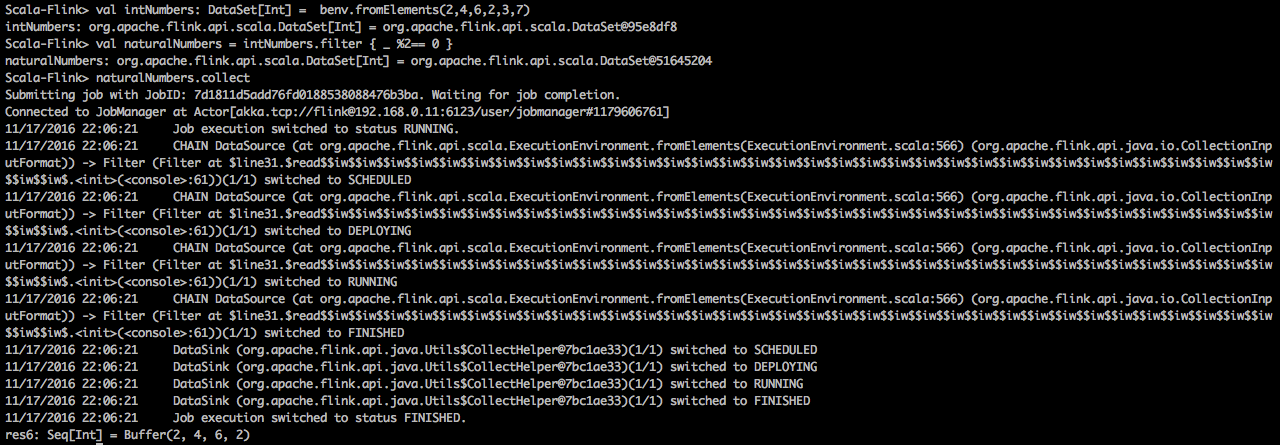 Scala-Flink> val intNumbers: DataSet[Int] =  benv.fromElements(2,4,6,2,3,7)
intNumbers: org.apache.flink.api.scala.DataSet[Int] = org.apache.flink.api.scala.DataSet@95e8df8
Scala-Flink> val naturalNumbers = intNumbers.filter { _ %2== 0 }
naturalNumbers: org.apache.flink.api.scala.DataSet[Int] = org.apache.flink.api.scala.DataSet@51645204
Scala-Flink> naturalNumbers.collect
Submitting job with JobID: 7d1811d5add76fd0188538088476b3ba. Waiting for job completion.
Connected to JobManager at Actor[akka.tcp://flink@192.168.0.11:6123/user/jobmanager#1179606761]
11/17/2016 22:06:21     Job execution switched to status RUNNING.
11/17/2016 22:06:21     CHAIN DataSource (at org.apache.flink.api.scala.ExecutionEnvironment.fromElements(ExecutionEnvironment.scala:566) (org.apache.flink.api.java.io.CollectionInp
utFormat)) -> Filter (Filter at $line31.$read$$iw$$iw$$iw$$iw$$iw$$iw$$iw$$iw$$iw$$iw$$iw$$iw$$iw$$iw$$iw$$iw$$iw$$iw$$iw$$iw$$iw$$iw$$iw$$iw$$iw$$iw$$iw$$iw$$iw$$iw$$iw$$iw$$iw$$iw
$$iw$$iw$.<init>(<console>:61))(1/1) switched to SCHEDULED
11/17/2016 22:06:21     CHAIN DataSource (at org.apache.flink.api.scala.ExecutionEnvironment.fromElements(ExecutionEnvironment.scala:566) (org.apache.flink.api.java.io.CollectionInp
utFormat)) -> Filter (Filter at $line31.$read$$iw$$iw$$iw$$iw$$iw$$iw$$iw$$iw$$iw$$iw$$iw$$iw$$iw$$iw$$iw$$iw$$iw$$iw$$iw$$iw$$iw$$iw$$iw$$iw$$iw$$iw$$iw$$iw$$iw$$iw$$iw$$iw$$iw$$iw
$$iw$$iw$.<init>(<console>:61))(1/1) switched to DEPLOYING
11/17/2016 22:06:21     CHAIN DataSource (at org.apache.flink.api.scala.ExecutionEnvironment.fromElements(ExecutionEnvironment.scala:566) (org.apache.flink.api.java.io.CollectionInp
utFormat)) -> Filter (Filter at $line31.$read$$iw$$iw$$iw$$iw$$iw$$iw$$iw$$iw$$iw$$iw$$iw$$iw$$iw$$iw$$iw$$iw$$iw$$iw$$iw$$iw$$iw$$iw$$iw$$iw$$iw$$iw$$iw$$iw$$iw$$iw$$iw$$iw$$iw$$iw
$$iw$$iw$.<init>(<console>:61))(1/1) switched to RUNNING
11/17/2016 22:06:21     CHAIN DataSource (at org.apache.flink.api.scala.ExecutionEnvironment.fromElements(ExecutionEnvironment.scala:566) (org.apache.flink.api.java.io.CollectionInp
utFormat)) -> Filter (Filter at $line31.$read$$iw$$iw$$iw$$iw$$iw$$iw$$iw$$iw$$iw$$iw$$iw$$iw$$iw$$iw$$iw$$iw$$iw$$iw$$iw$$iw$$iw$$iw$$iw$$iw$$iw$$iw$$iw$$iw$$iw$$iw$$iw$$iw$$iw$$iw
$$iw$$iw$.<init>(<console>:61))(1/1) switched to FINISHED
11/17/2016 22:06:21     DataSink (org.apache.flink.api.java.Utils$CollectHelper@7bc1ae33)(1/1) switched to SCHEDULED
11/17/2016 22:06:21     DataSink (org.apache.flink.api.java.Utils$CollectHelper@7bc1ae33)(1/1) switched to DEPLOYING
11/17/2016 22:06:21     DataSink (org.apache.flink.api.java.Utils$CollectHelper@7bc1ae33)(1/1) switched to RUNNING
11/17/2016 22:06:21     DataSink (org.apache.flink.api.java.Utils$CollectHelper@7bc1ae33)(1/1) switched to FINISHED
11/17/2016 22:06:21     Job execution switched to status FINISHED.
res6: Seq[Int] = Buffer(2, 4, 6, 2)